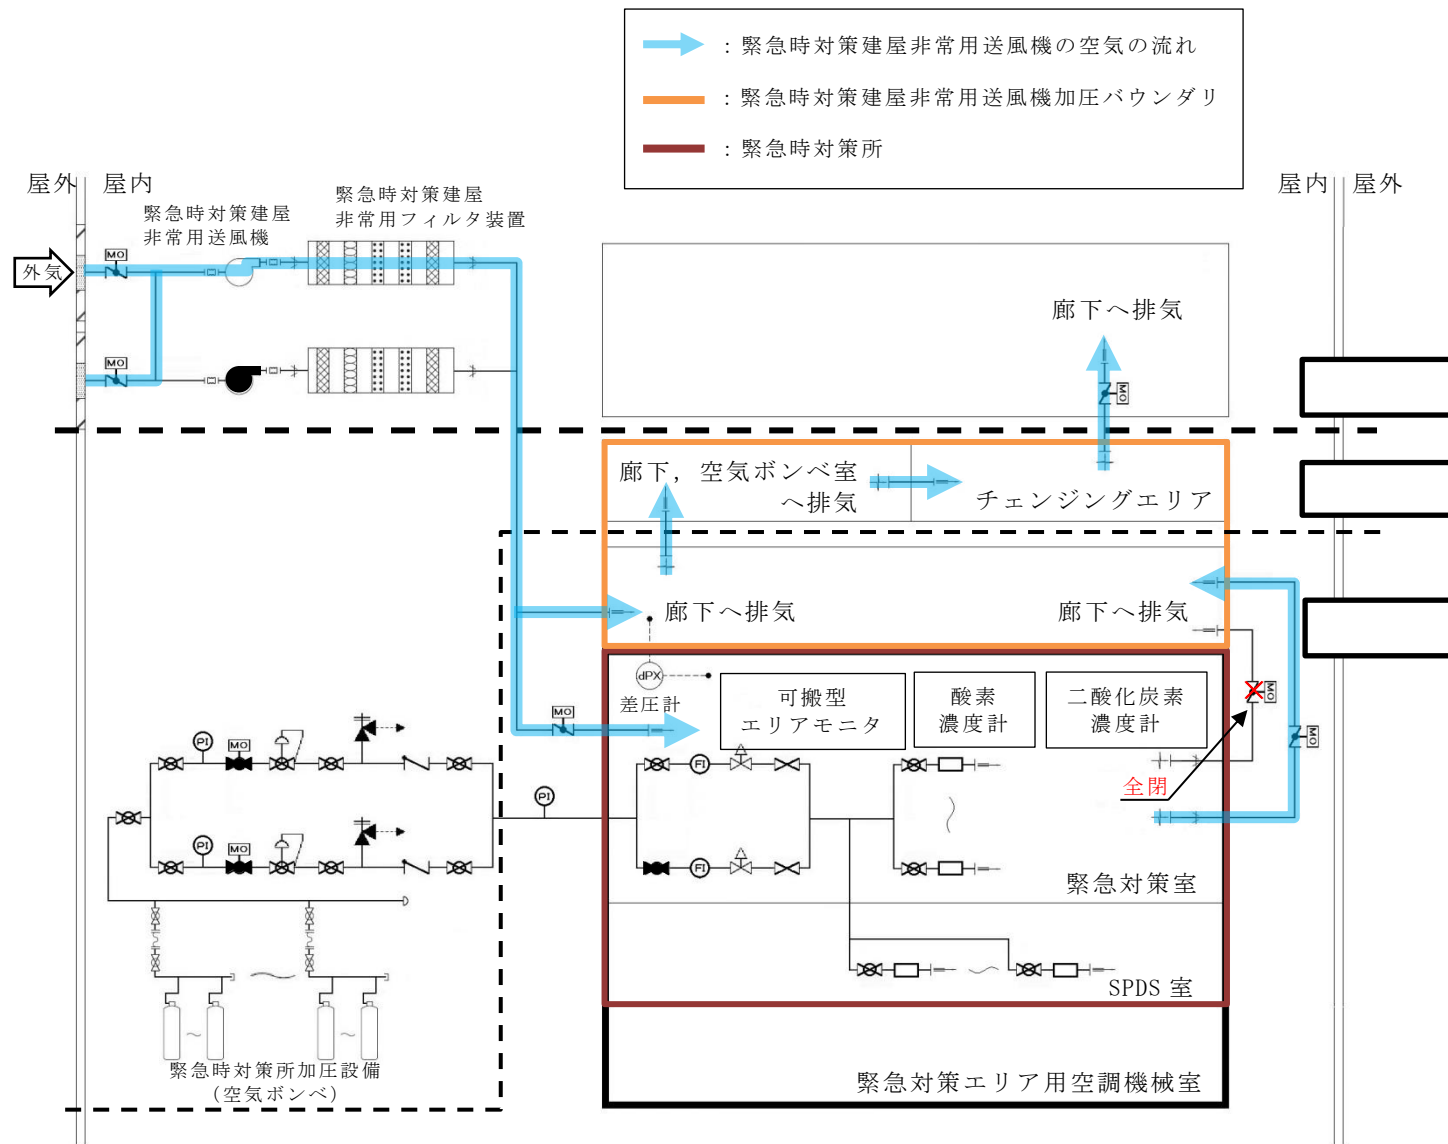 ：緊急時対策建屋非常用送風機の空気の流れ
：緊急時対策建屋非常用送風機加圧バウンダリ
：緊急時対策所
屋外
屋内
屋内
屋外
緊急時対策建屋
非常用送風機
緊急時対策建屋
非常用フィルタ装置
外気
MO
MO
廊下へ排気
MO
廊下，空気ボンベ室
へ排気
チェンジングエリア
廊下へ排気
廊下へ排気
dPX
差圧計
可搬型
エリアモニタ
酸素
濃度計
二酸化炭素
濃度計
MO
MO
MO
全閉
PI
MO
FI
PI
PI
MO
FI
緊急対策室
SPDS 室
緊急時対策所加圧設備
(空気ボンベ)
緊急対策エリア用空調機械室